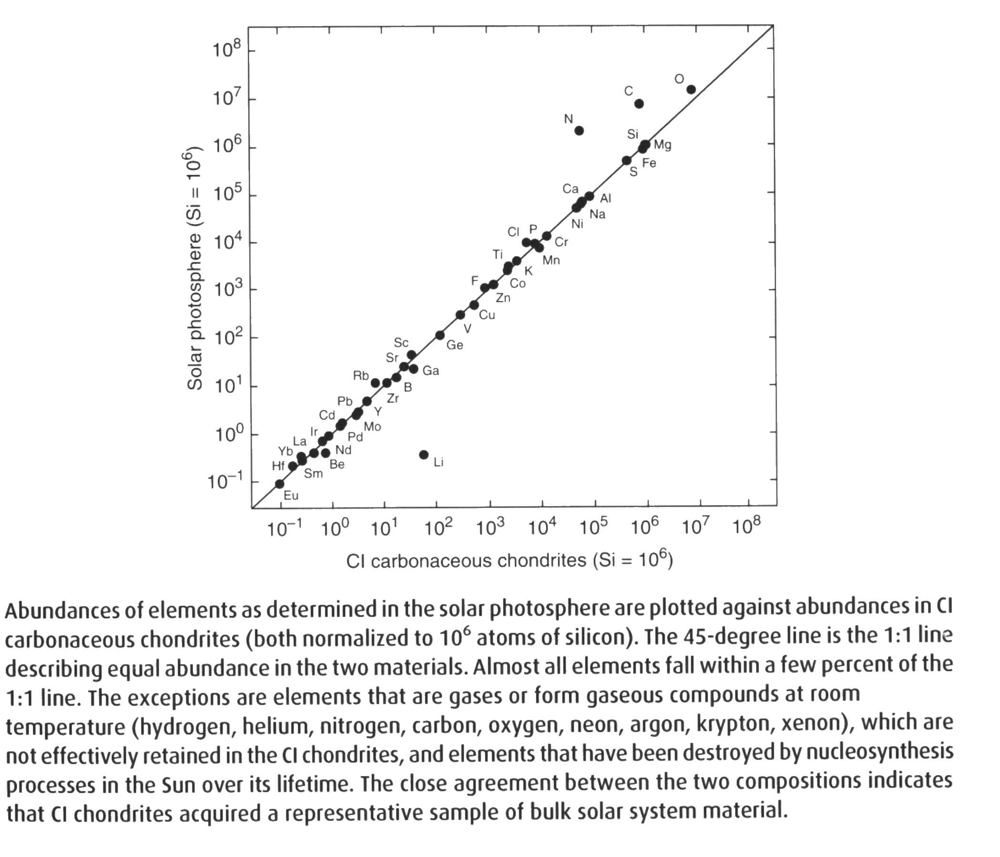 10⁸
10⁷
10⁶
10⁵
10⁴
10³
10²
10¹
10⁰
10⁻¹
Solar photosphere (Si = 10⁶)
O
C
N
Si
Mg
Fe
S
Ca
Al
Na
Ni
Cl
P
Cr
Mn
Ti
K
Co
F
Zn
Cu
V
Ge
Sc
Sr
Ga
Rb
B
Zr
Pb
Y
Cd
Mo
Ir
Pd
La
Nd
Yb
Be
Hf
Sm
Li
Eu
10⁻¹ 10⁰ 10¹ 10² 10³ 10⁴ 10⁵ 10⁶ 10⁷ 10⁸
CI carbonaceous chondrites (Si = 10⁶)
Abundances of elements as determined in the solar photosphere are plotted against abundances in CI
carbonaceous chondrites (both normalized to 10⁶ atoms of silicon). The 45-degree line is the 1:1 line
describing equal abundance in the two materials. Almost all elements fall within a few percent of the
1:1 line. The exceptions are elements that are gases or form gaseous compounds at room
temperature (hydrogen, helium, nitrogen, carbon, oxygen, neon, argon, krypton, xenon), which are
not effectively retained in the CI chondrites, and elements that have been destroyed by nucleosynthesis
processes in the Sun over its lifetime. The close agreement between the two compositions indicates
that CI chondrites acquired a representative sample of bulk solar system material.